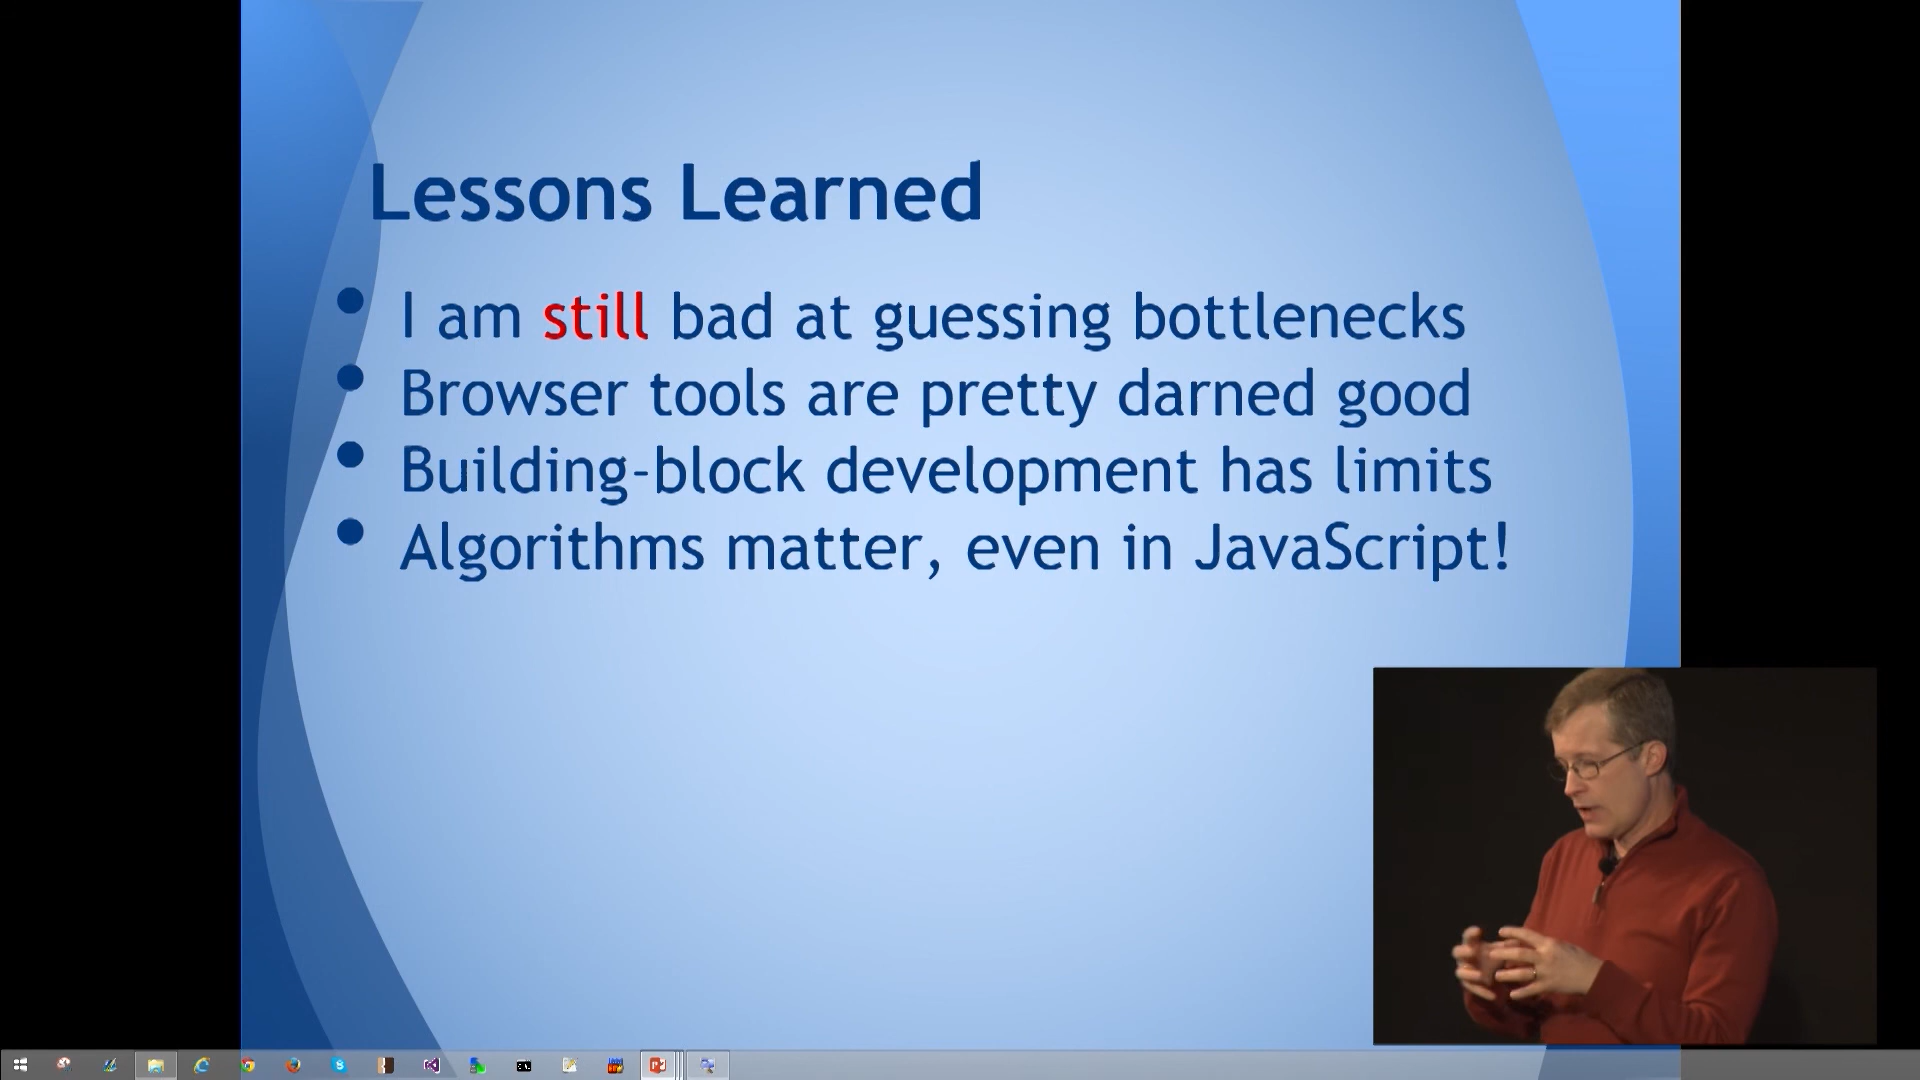 Lessons Learned
I am still bad at guessing bottlenecks
Browser tools are pretty darned good
Building-block development has limits
Algorithms matter, even in JavaScript!